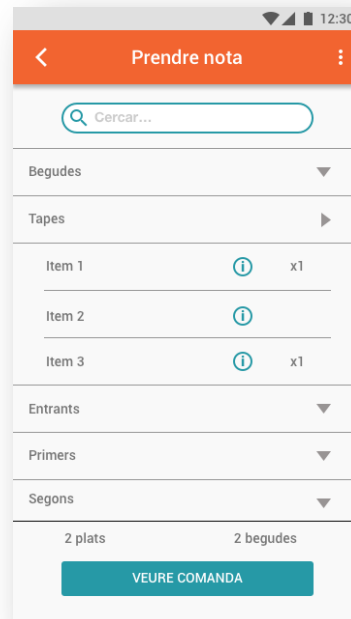 12:30
Prendre nota
Cercar...
Begudes
Tapes
Item 1 x1
Item 2
Item 3 x1
Entrants
Primers
Segons
2 plats 2 begudes
VEURE COMANDA